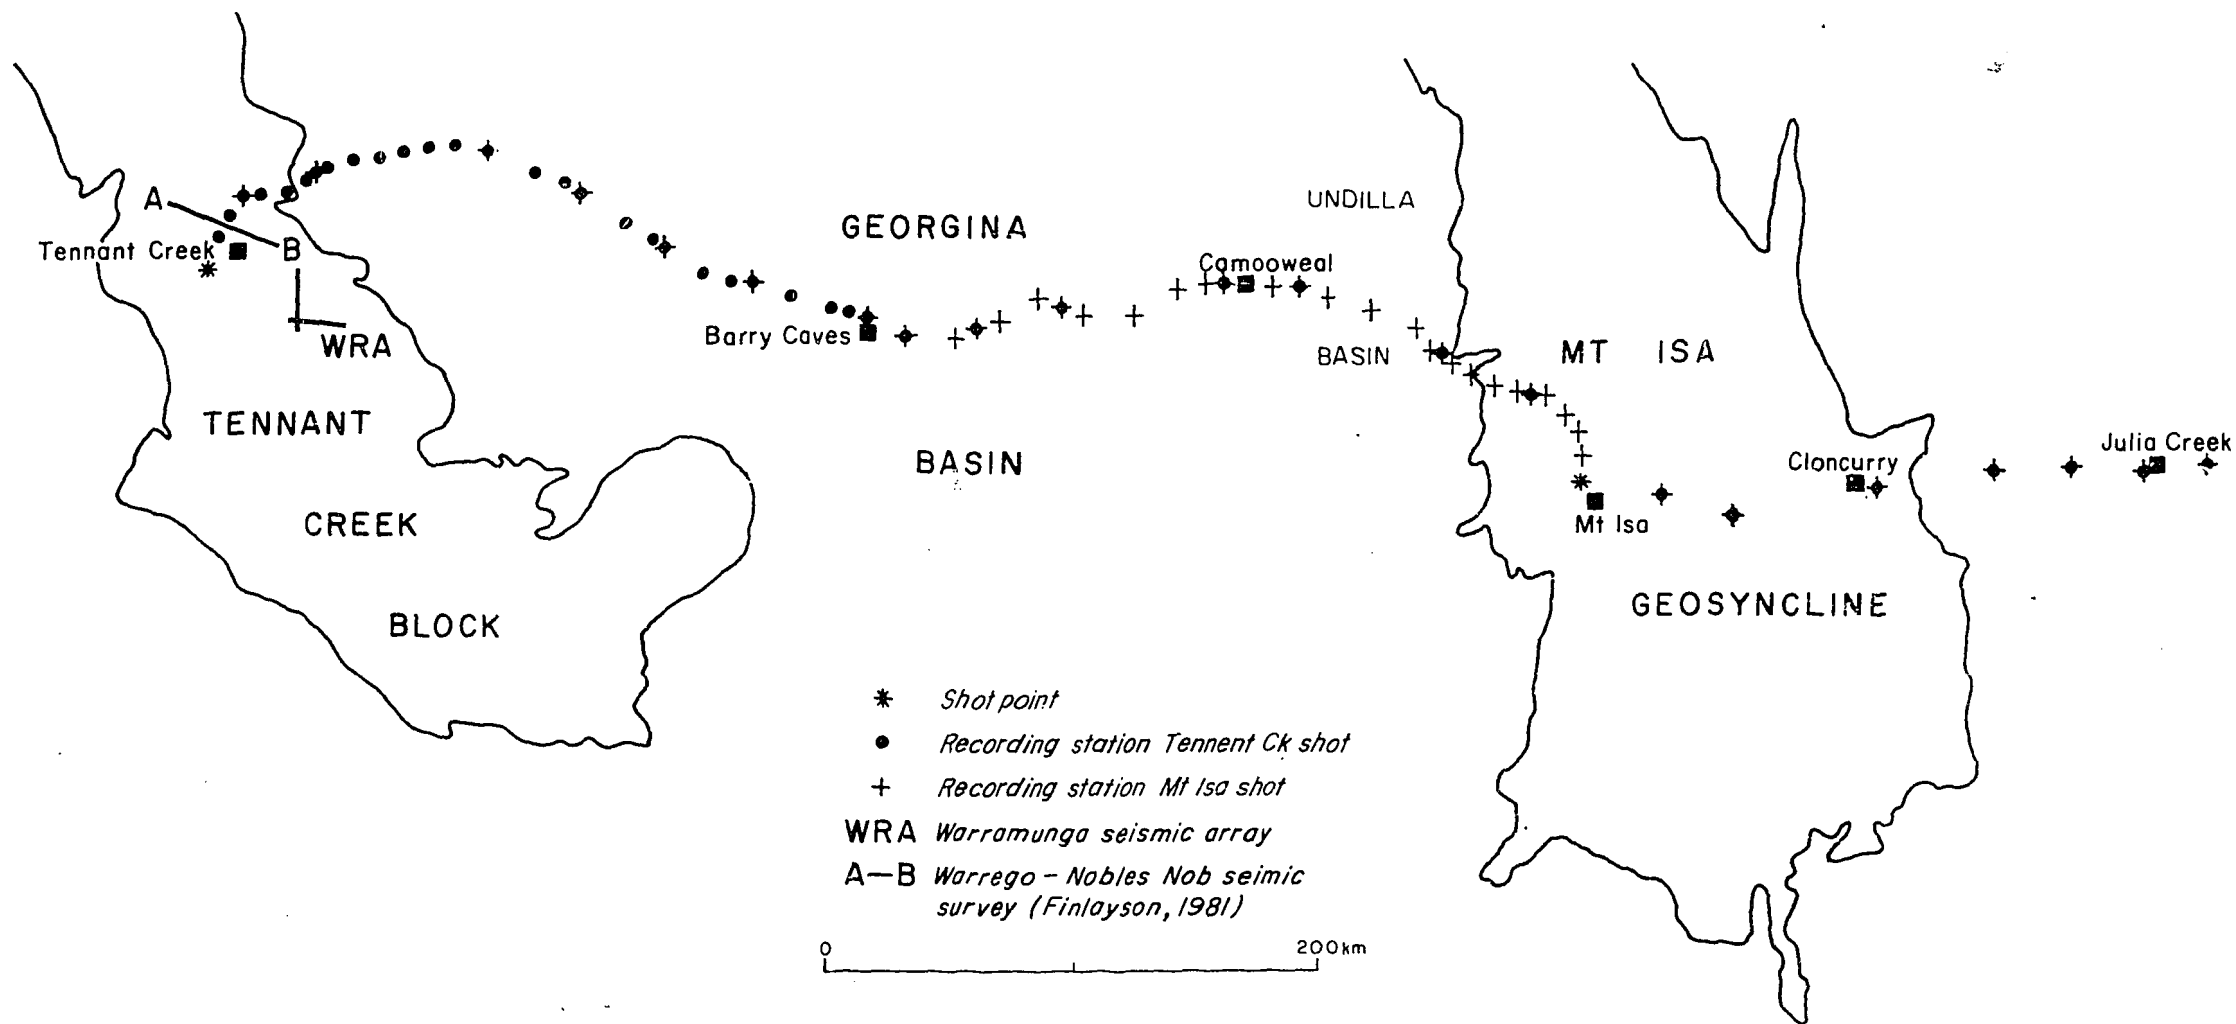 UNDILLA
A
GEORGINA
Tennant Creek
B
Camooweal
Barry Caves
WRA
BASIN
MT ISA
TENNANT
Julia Creek
BASIN
Cloncurry
CREEK
Mt Isa
BLOCK
GEOSYNCLINE
Shot point
Recording station Tennent Ck shot
Recording station Mt Isa shot
WRA Warramunga seismic array
A—B Warrego – Nobles Nob seimic
survey (Finlayson, 1981)
0 200km